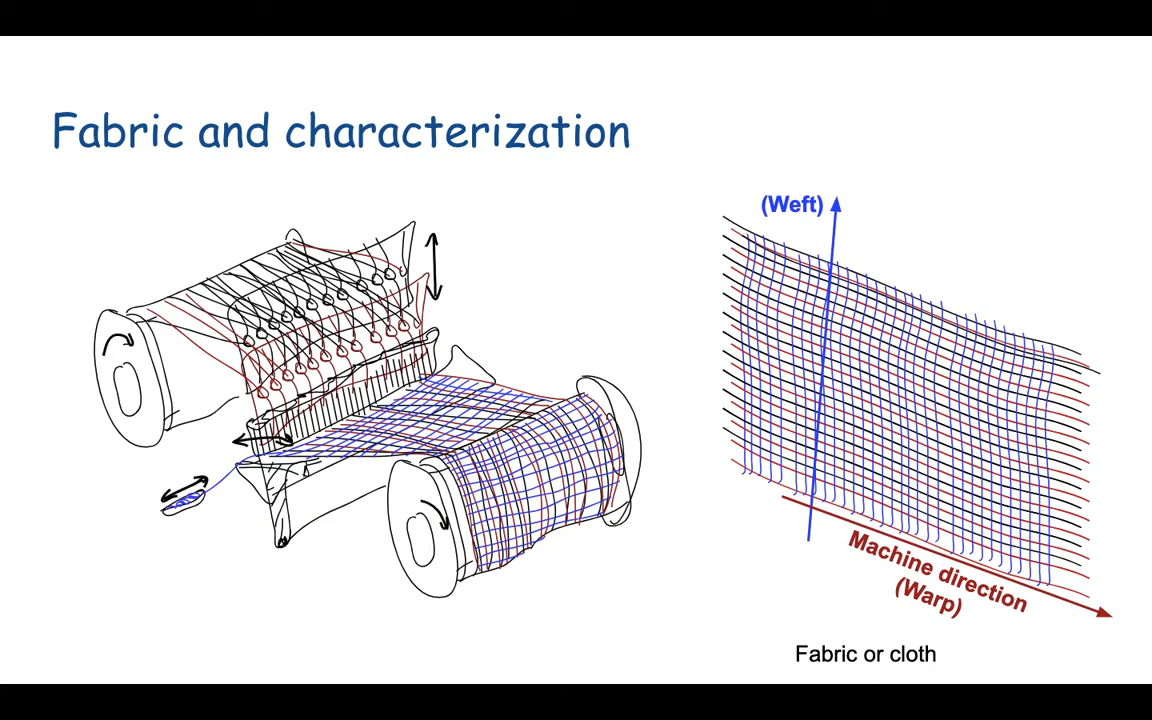 Fabric and characterization
(Weft)
Machine direction
(Warp)
Fabric or cloth